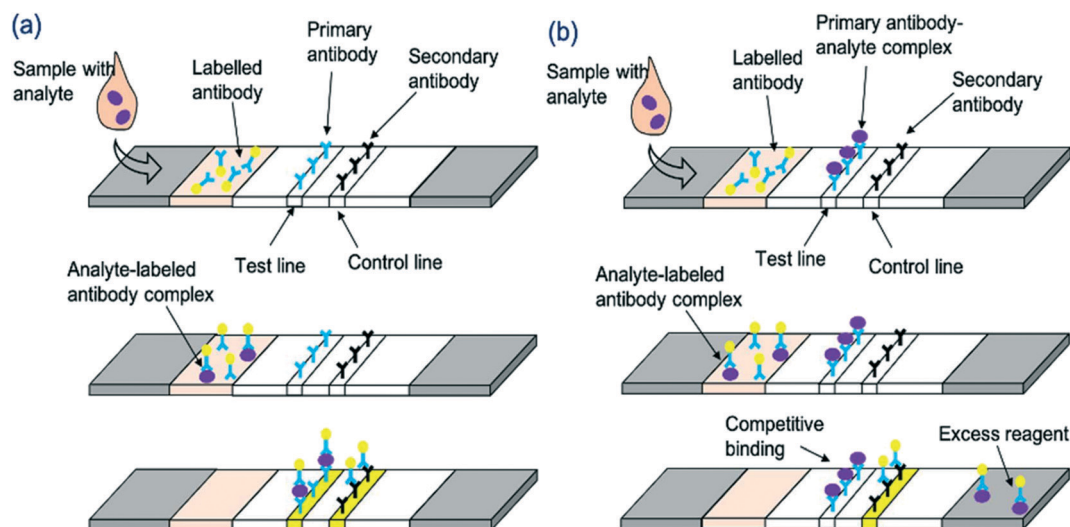 (a)
Sample with
analyte
Labelled
antibody
Primary
antibody
Secondary
antibody
Test line
Control line
Analyte-labeled
antibody complex
(b)
Sample with
analyte
Labelled
antibody
Primary antibody-
analyte complex
Secondary
antibody
Test line
Control line
Analyte-labeled
antibody complex
Competitive
binding
Excess reagent